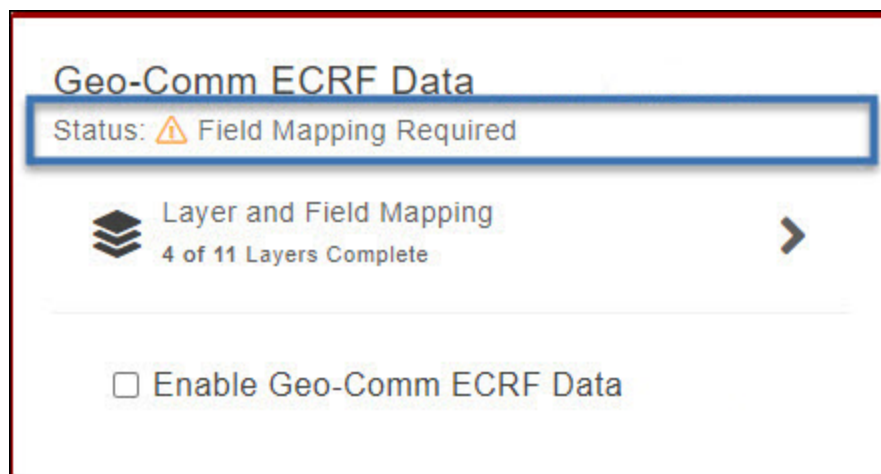 Geo-Comm ECRF Data
Status: Field Mapping Required
Layer and Field Mapping
4 of 11 Layers Complete
Enable Geo-Comm ECRF Data